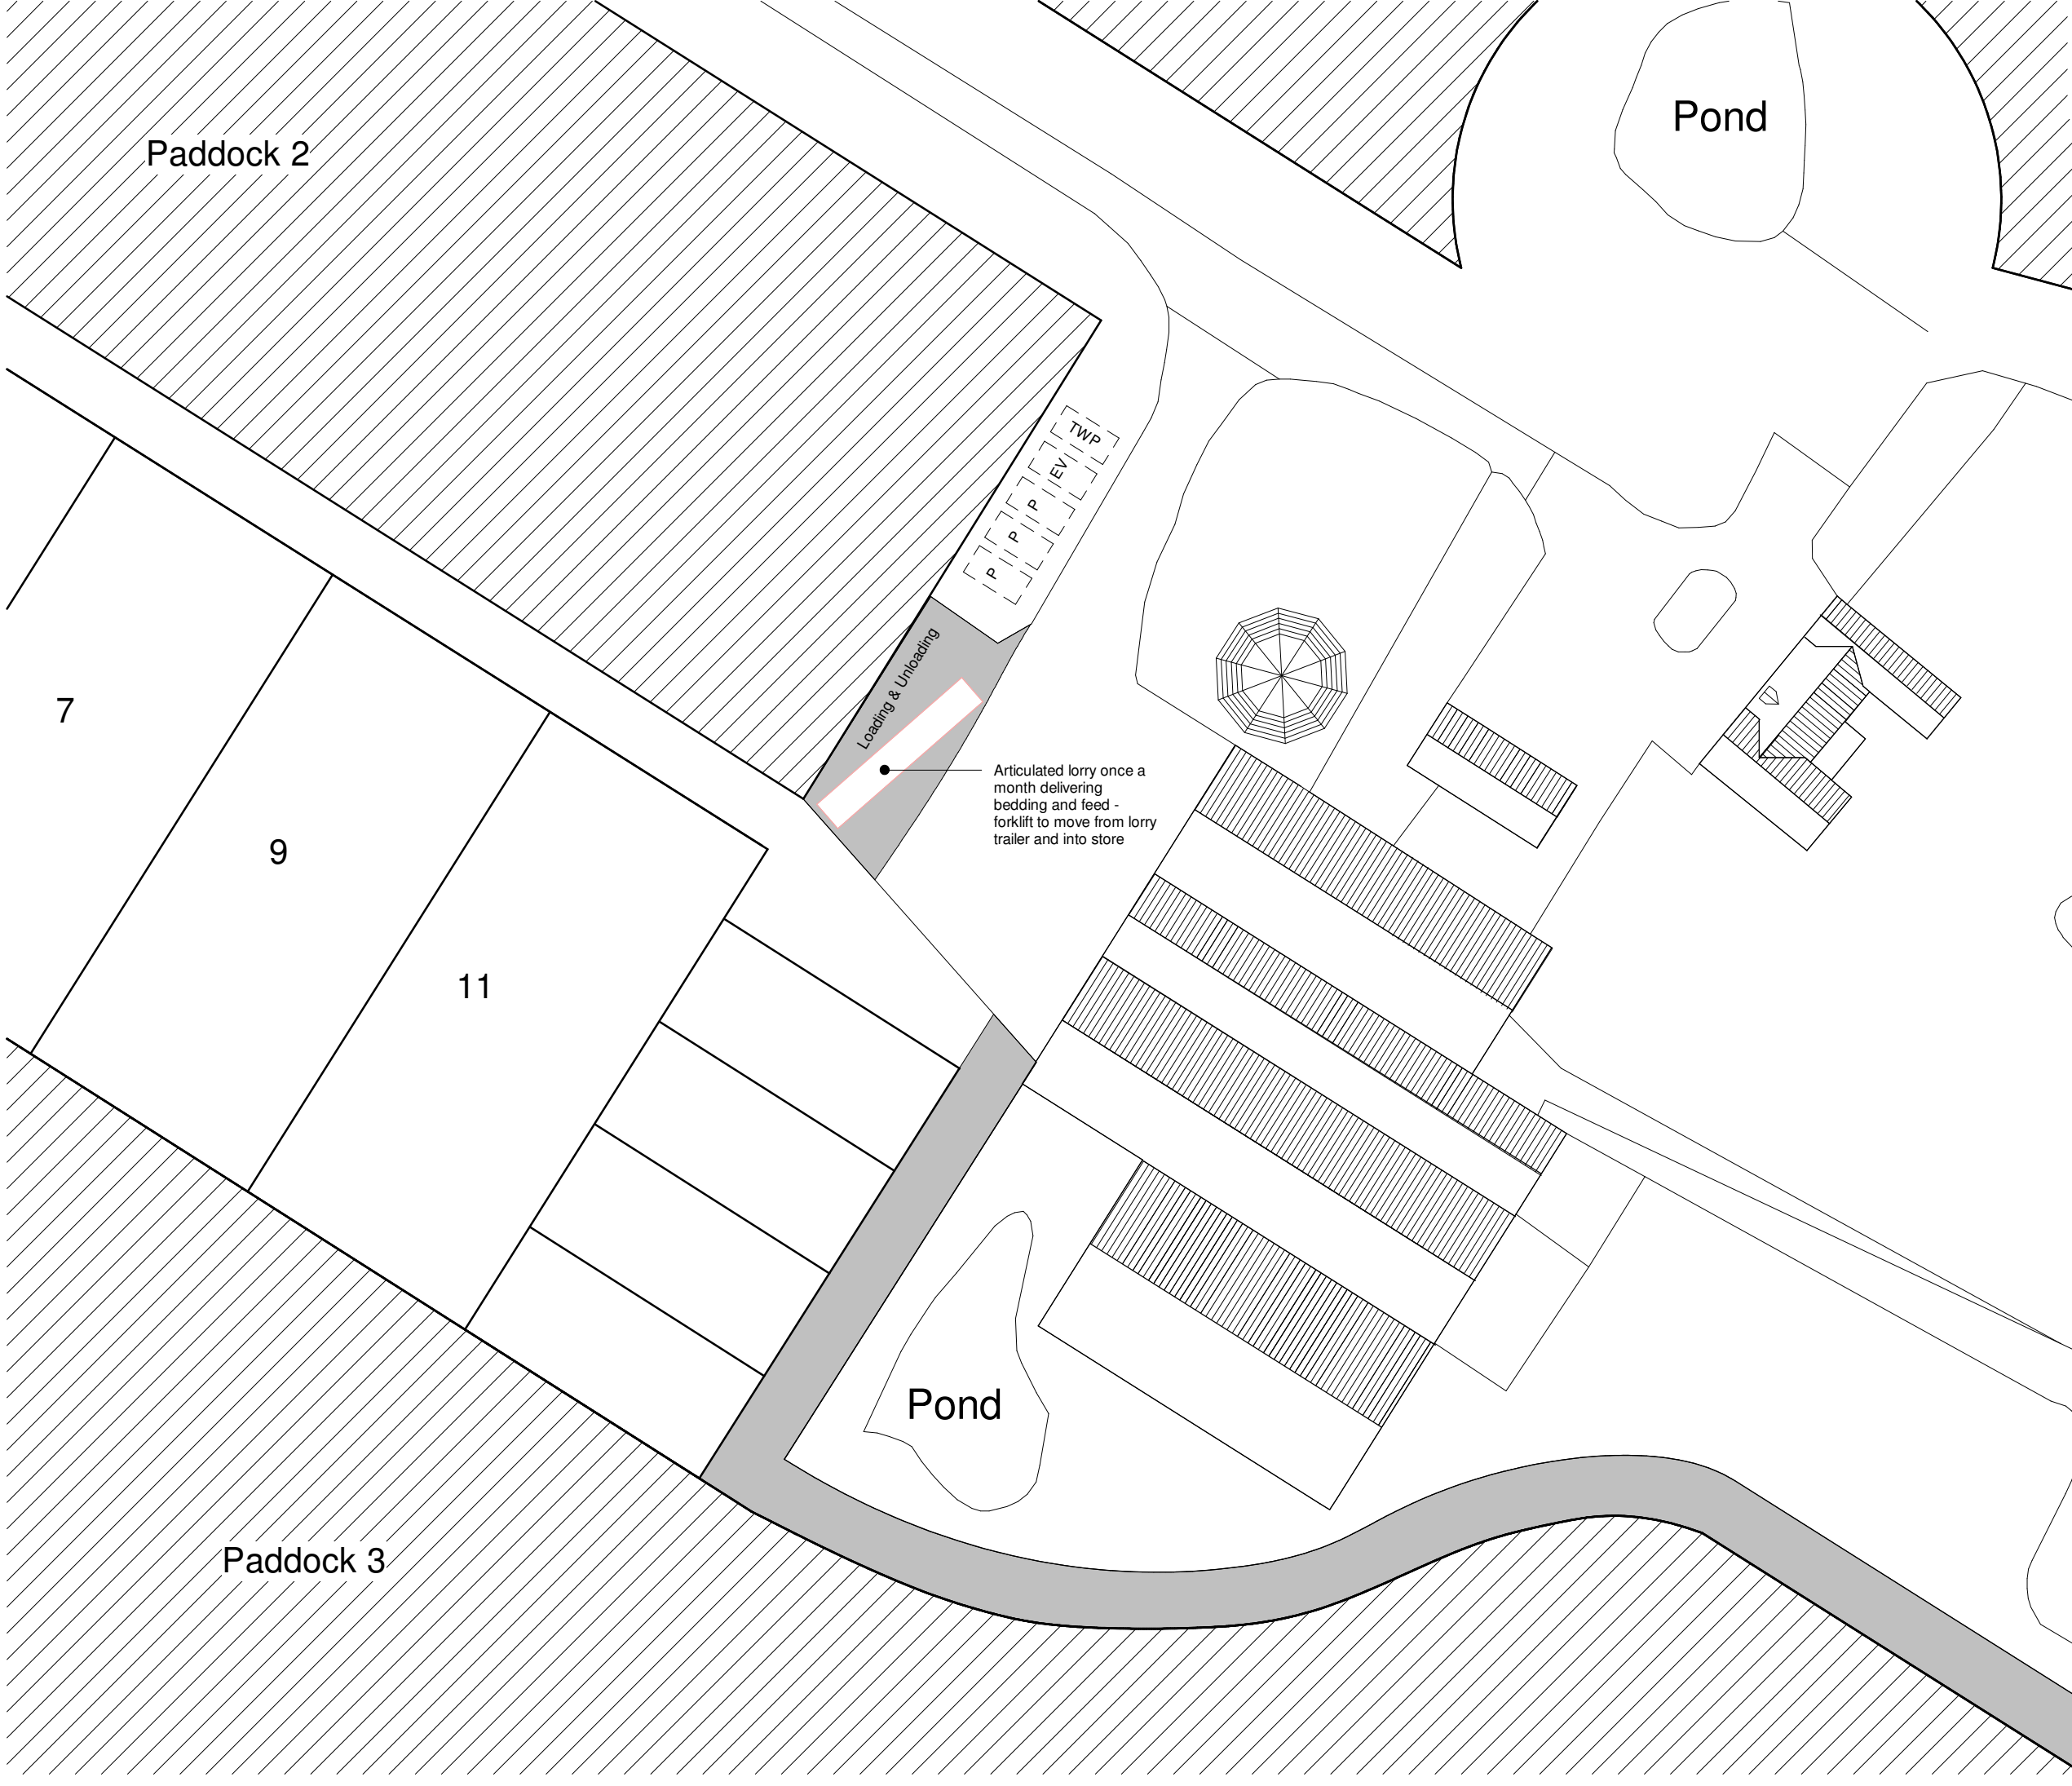 Pond
Paddock 2
TWP
EV
P
P
P
Loading & Unloading
7
Articulated lorry once a
month delivering
bedding and feed -
forklift to move from lorry
trailer and into store
9
11
Pond
Paddock 3